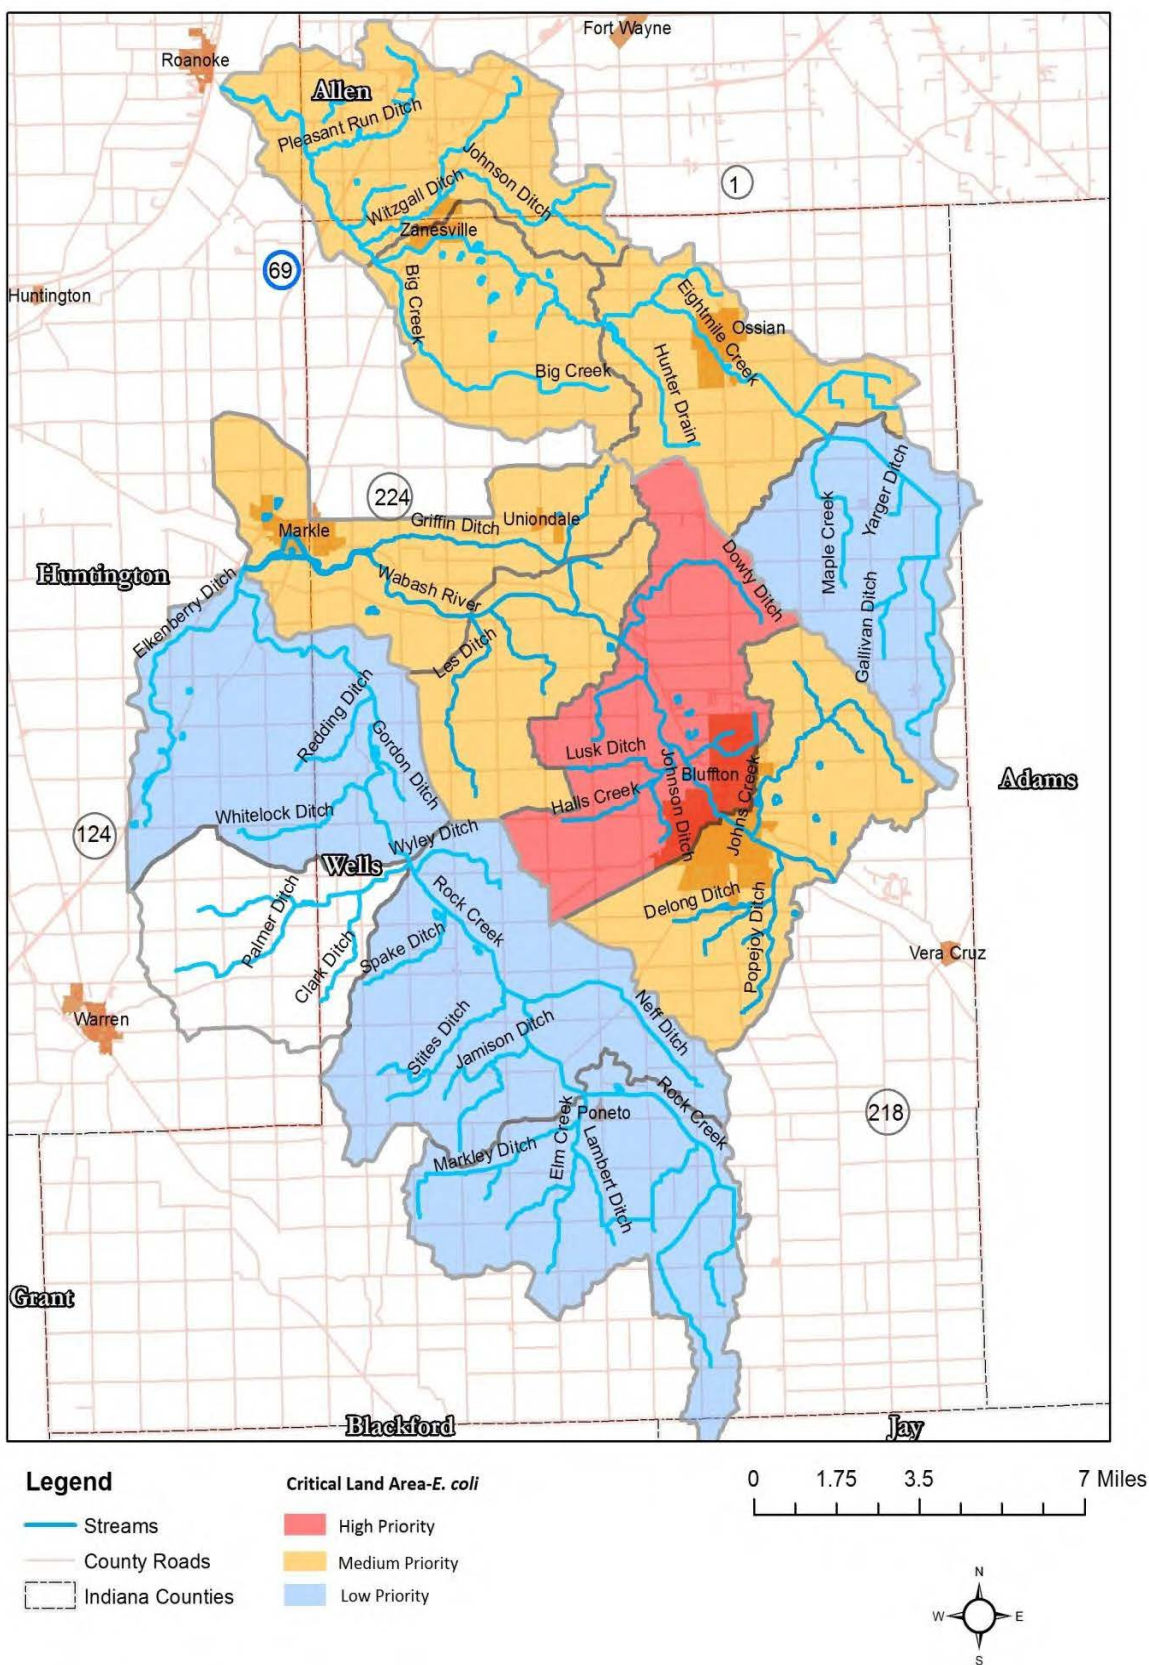 Fort Wayne
Roanoke
Allen
Pleasant Run Ditch
Johnson Ditch
1
Witzgall Ditch
Zanesville
69
Big Creek
Huntington
Eightmile Creek
Ossian
Hunter Drain
Big Creek
224
Griffin Ditch
Uniondale
Markle
Yarger Ditch
Maple Creek
Huntington
Elkenberry Ditch
Wabash River
Dowty Ditch
Gallivan Ditch
Les Ditch
Redding Ditch
Gordon Ditch
Lusk Ditch
Johnson Ditch
Bluffton
Adams
Halls Creek
Johns Creek
Whitelock Ditch
124
Wyley Ditch
Wells
Rock Creek
Delong Ditch
Popejoy Ditch
Palmer Ditch
Clark Ditch
Spake Ditch
Vera Cruz
Warren
Neff Ditch
Stites Ditch
Jamison Ditch
Rock Creek
218
Poneto
Elm Creek
Lambert Ditch
Markley Ditch
Grant
Blackford
Jay
Legend
Streams
County Roads
Indiana Counties
Critical Land Area-E. coli
High Priority
Medium Priority
Low Priority
0 1.75 3.5 7 Miles
N
W E
S